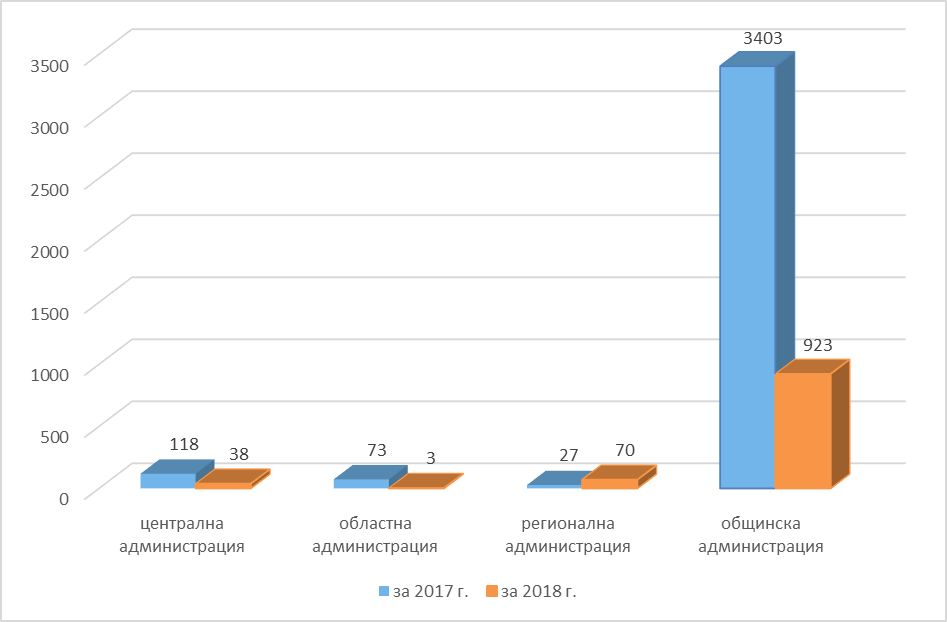 3403
3500
3000
2500
2000
1500
1000
923
500
118
38
73
3
27
70
0
централна
администрация
областна
администрация
регионална
администрация
общинска
администрация
за 2017 г.
за 2018 г.